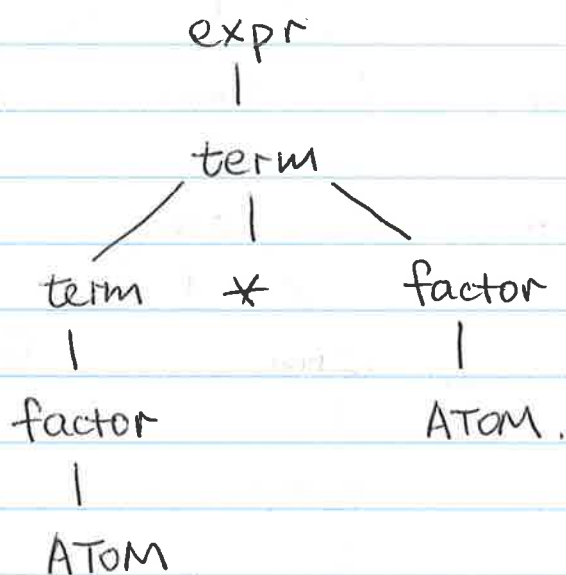 expr
term
term * factor
factor ATOM.
ATOM